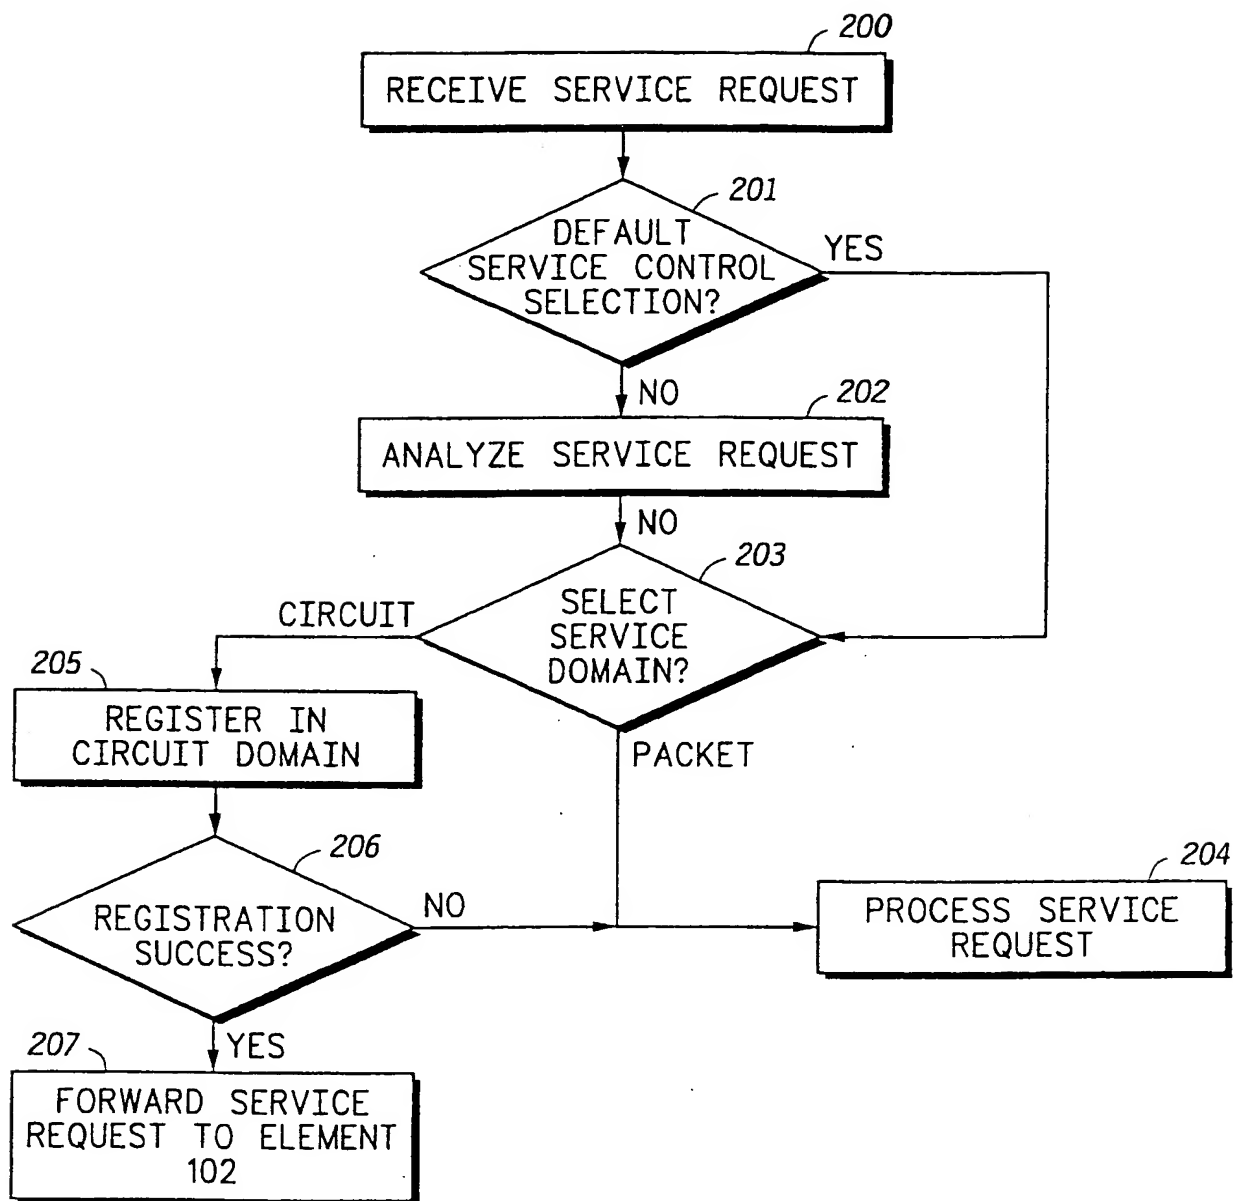 200
RECEIVE SERVICE REQUEST
201
DEFAULT
SERVICE CONTROL
SELECTION?
YES
NO
202
ANALYZE SERVICE REQUEST
NO
203
SELECT
SERVICE
DOMAIN?
CIRCUIT
205
REGISTER IN
CIRCUIT DOMAIN
PACKET
206
REGISTRATION
SUCCESS?
NO
204
PROCESS SERVICE
REQUEST
YES
207
FORWARD SERVICE
REQUEST TO ELEMENT
102